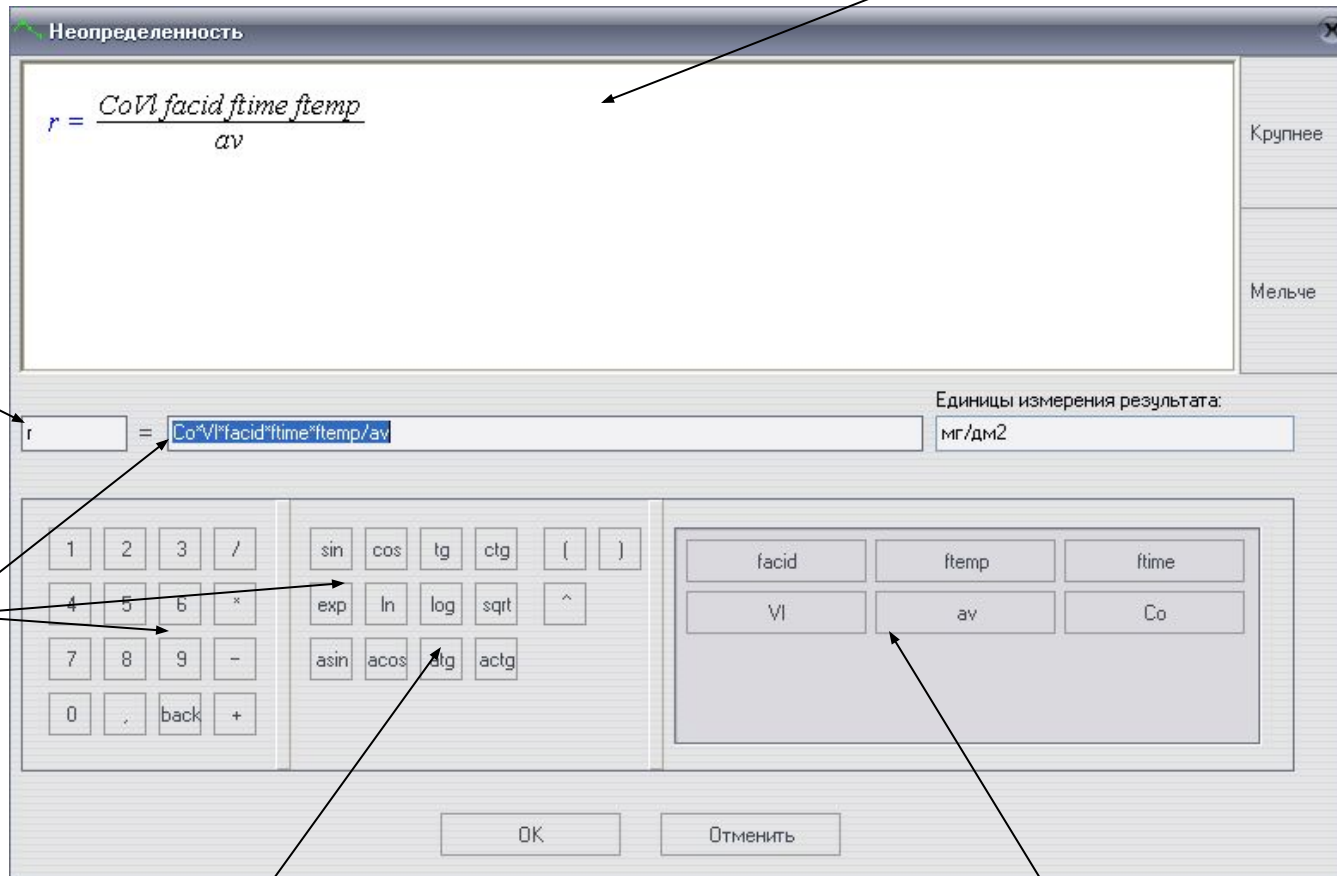 Неопределенность
r = CoVl facid ftime ftemp
av
Крупнее
Мельче
Единицы измерения результата:
r = Co*Vl*facid*ftime*ftemp/av мг/дм2
1 2 3 / sin cos tg ctg ( )
4 5 6 * exp ln log sqrt ^
7 8 9 - asin acos atg actg
0 , back +
facid ftemp ftime
Vl av Co
OK Отменить